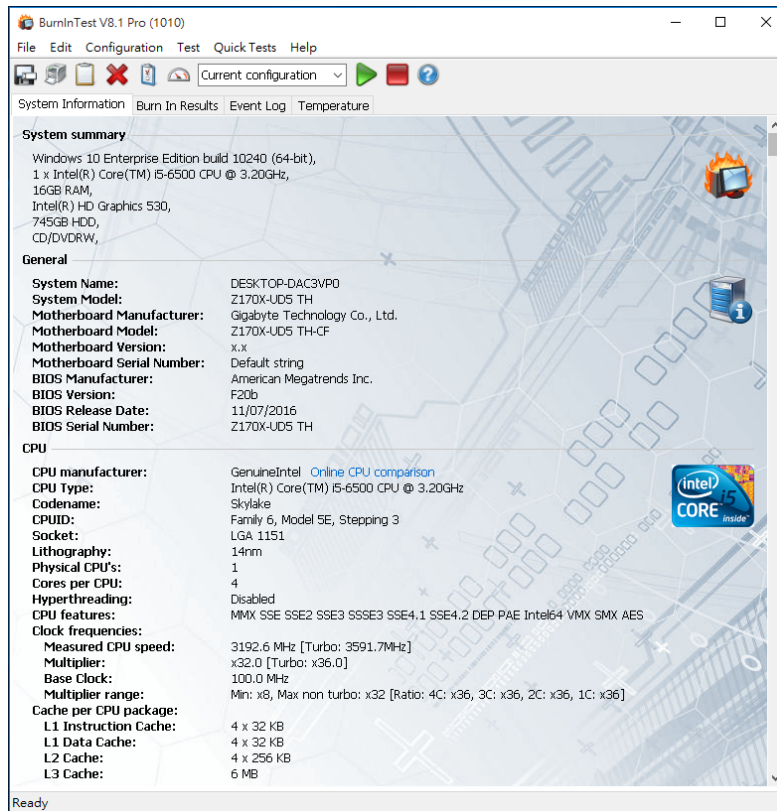 BurnInTest V8.1 Pro (1010)
File Edit Configuration Test Quick Tests Help
Current configuration
System Information Burn In Results Event Log Temperature
System summary
Windows 10 Enterprise Edition build 10240 (64-bit),
1 x Intel(R) Core(TM) i5-6500 CPU @ 3.20GHz,
16GB RAM,
Intel(R) HD Graphics 530,
745GB HDD,
CD/DVDRW,
General
System Name: DESKTOP-DAC3VP0
System Model: Z170X-UD5 TH
Motherboard Manufacturer: Gigabyte Technology Co., Ltd.
Motherboard Model: Z170X-UD5 TH-CF
Motherboard Version: x.x
Motherboard Serial Number: Default string
BIOS Manufacturer: American Megatrends Inc.
BIOS Version: F20b
BIOS Release Date: 11/07/2016
BIOS Serial Number: Z170X-UD5 TH
CPU
CPU manufacturer: GenuineIntel Online CPU comparison
CPU Type: Intel(R) Core(TM) i5-6500 CPU @ 3.20GHz
Codename: Skylake
CPUID: Family 6, Model 5E, Stepping 3
Socket: LGA 1151
Lithography: 14nm
Physical CPU's: 1
Cores per CPU: 4
Hyperthreading: Disabled
CPU features: MMX SSE SSE2 SSE3 SSSE3 SSE4.1 SSE4.2 DEP PAE Intel64 VMX SMX AES
Clock frequencies:
Measured CPU speed: 3192.6 MHz [Turbo: 3591.7MHz]
Multiplier: x32.0 [Turbo: x36.0]
Base Clock: 100.0 MHz
Multiplier range: Min: x8, Max non turbo: x32 [Ratio: 4C: x36, 3C: x36, 2C: x36, 1C: x36]
Cache per CPU package:
L1 Instruction Cache: 4 x 32 KB
L1 Data Cache: 4 x 32 KB
L2 Cache: 4 x 256 KB
L3 Cache: 6 MB
(intel)
CORE i5
inside™
Ready